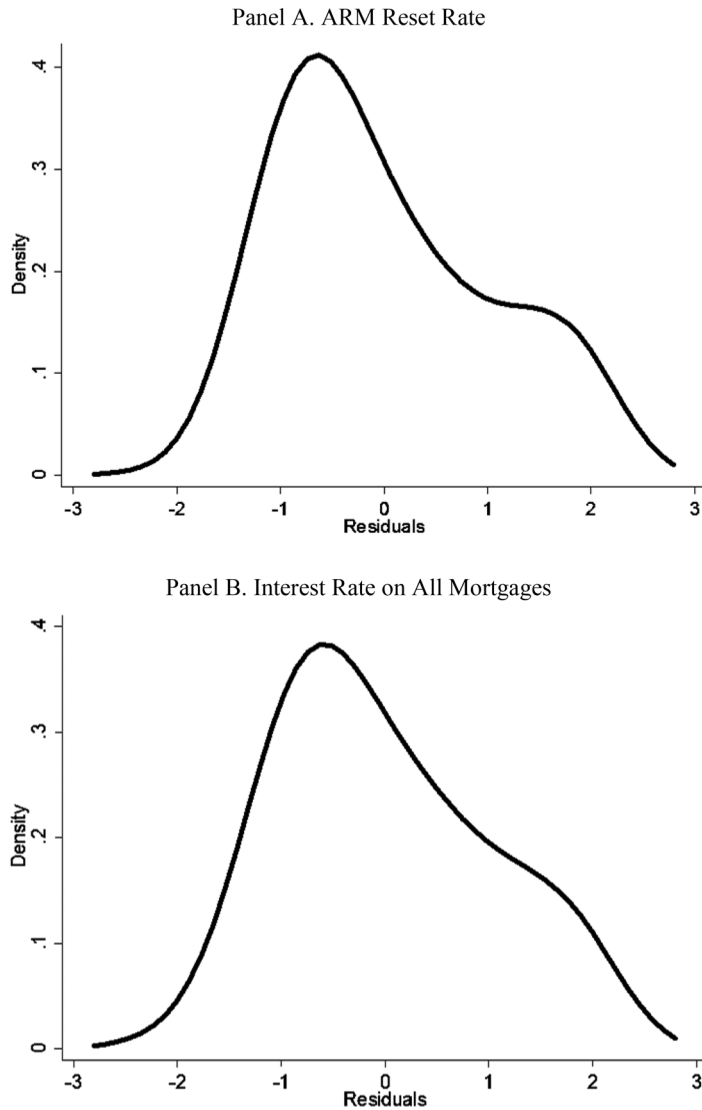 Panel A. ARM Reset Rate
.4
.3
.2
.1
0
Density
-3 -2 -1 0 1 2 3
Residuals
Panel B. Interest Rate on All Mortgages
.4
.3
.2
.1
0
Density
-3 -2 -1 0 1 2 3
Residuals